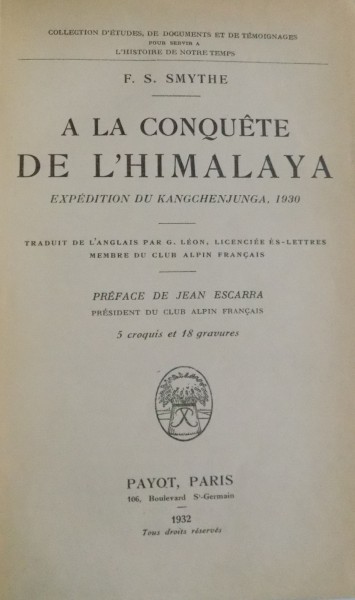 COLLECTION D'ÉTUDES, DE DOCUMENTS ET DE TÉMOIGNAGES
POUR SERVIR A
L'HISTOIRE DE NOTRE TEMPS
F. S. SMYTHE
A LA CONQUÊTE
DE L'HIMALAYA
EXPÉDITION DU KANGCHENJUNGA, 1930
TRADUIT DE L'ANGLAIS PAR G. LÉON, LICENCIÉE ÈS-LETTRES
MEMBRE DU CLUB ALPIN FRANÇAIS
PRÉFACE DE JEAN ESCARRA
PRÉSIDENT DU CLUB ALPIN FRANÇAIS
5 croquis et 18 gravures
PAYOT, PARIS
106, Boulevard St-Germain
1932
Tous droits réservés